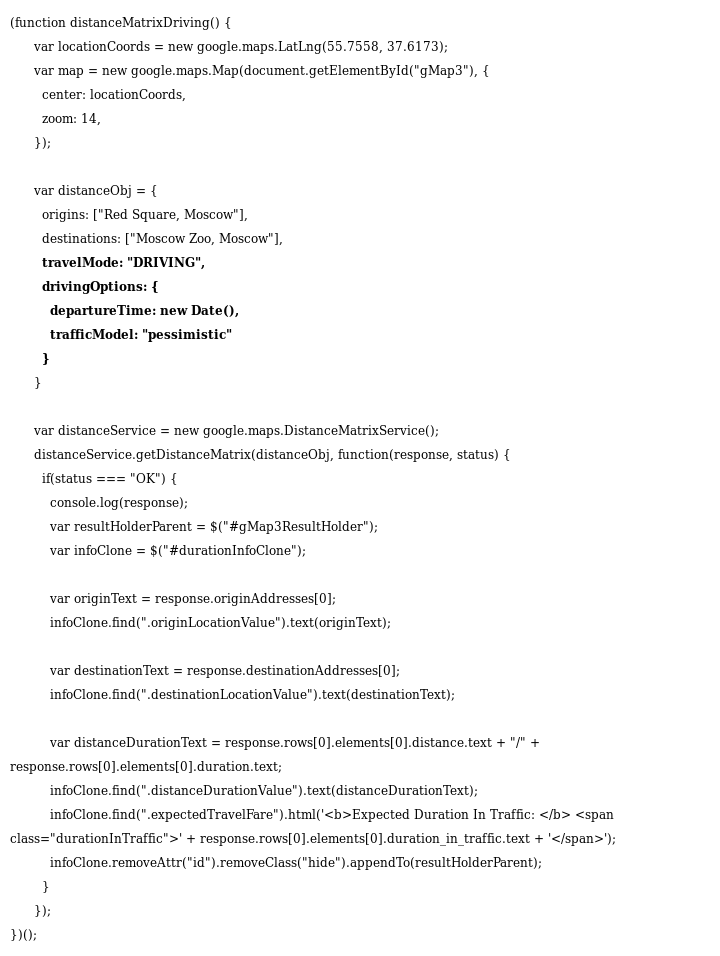 (function distanceMatrixDriving() {
var locationCoords = new google.maps.LatLng(55.7558, 37.6173);
var map = new google.maps.Map(document.getElementById("gMap3"), {
center: locationCoords,
zoom: 14,
});
var distanceObj = {
origins: ["Red Square, Moscow"],
destinations: ["Moscow Zoo, Moscow"],
travelMode: "DRIVING",
drivingOptions: {
departureTime: new Date(),
trafficModel: "pessimistic"
}
}
var distanceService = new google.maps.DistanceMatrixService();
distanceService.getDistanceMatrix(distanceObj, function(response, status) {
if(status === "OK") {
console.log(response);
var resultHolderParent = $("#gMap3ResultHolder");
var infoClone = $("#durationInfoClone");
var originText = response.originAddresses[0];
infoClone.find(".originLocationValue").text(originText);
var destinationText = response.destinationAddresses[0];
infoClone.find(".destinationLocationValue").text(destinationText);
var distanceDurationText = response.rows[0].elements[0].distance.text + "/" +
response.rows[0].elements[0].duration.text;
infoClone.find(".distanceDurationValue").text(distanceDurationText);
infoClone.find(".expectedTravelFare").html('<b>Expected Duration In Traffic: </b> <span
class="durationInTraffic">' + response.rows[0].elements[0].duration_in_traffic.text + '</span>');
infoClone.removeAttr("id").removeClass("hide").appendTo(resultHolderParent);
}
});
})();